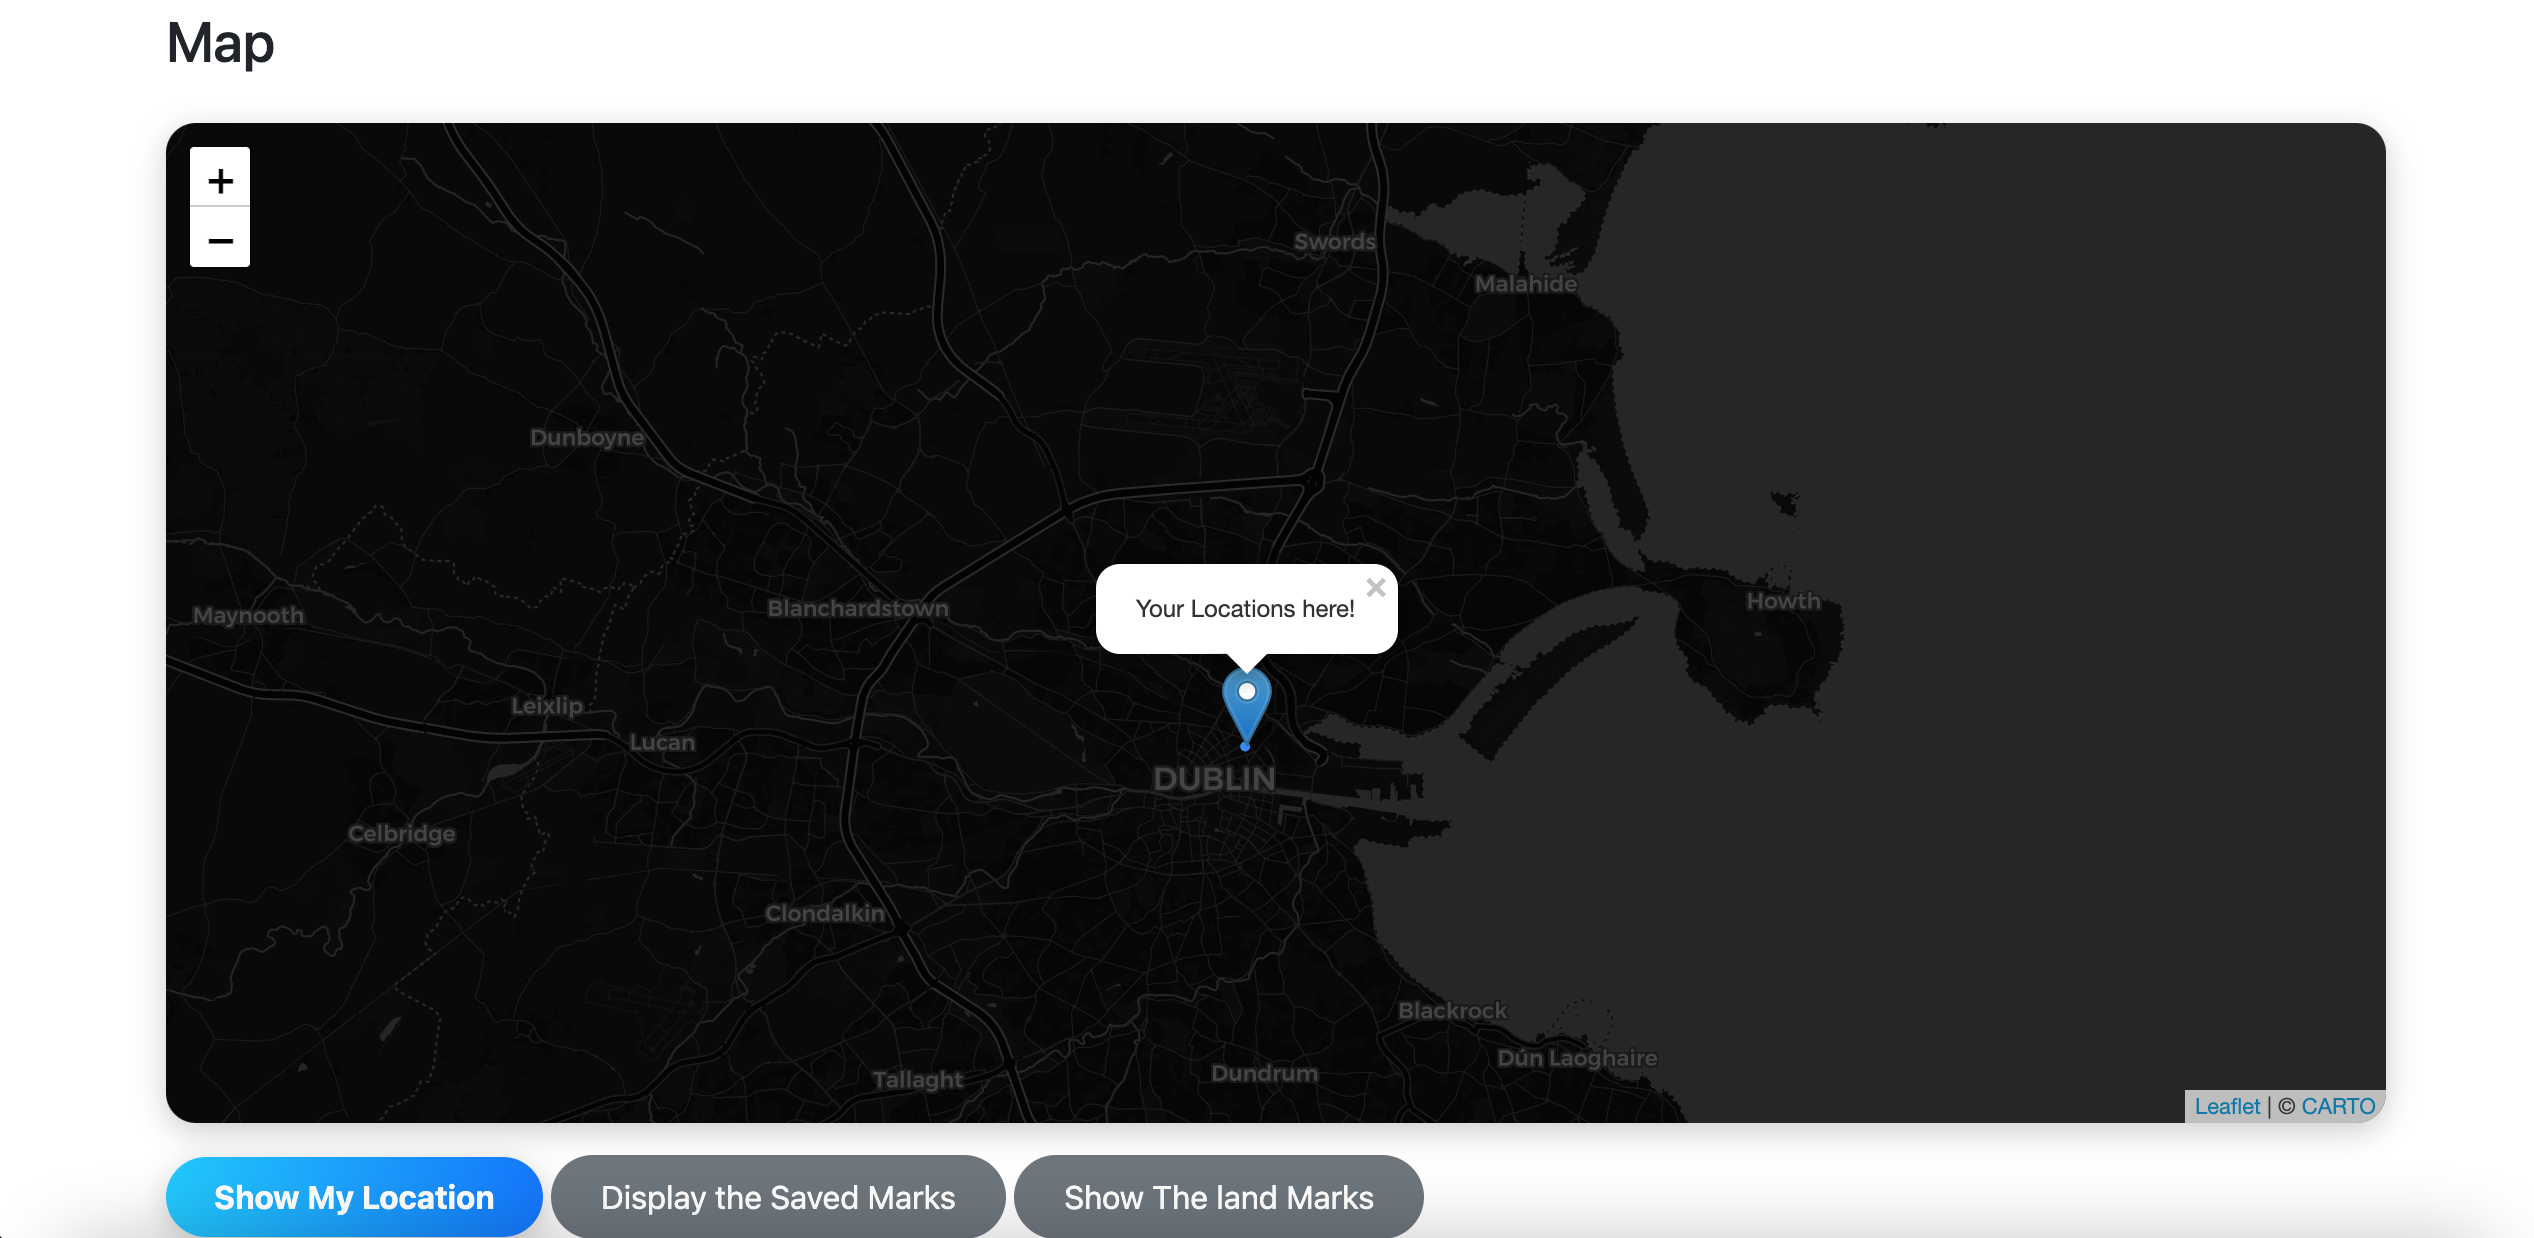 Map
+
−
Swords
Malahide
Dunboyne
Your Locations here!
×
Howth
Blanchardstown
Maynooth
Leixlip
Lucan
DUBLIN
Celbridge
Clondalkin
Blackrock
Dún Laoghaire
Dundrum
Tallaght
Leaflet | © CARTO
Show My Location
Display the Saved Marks
Show The land Marks